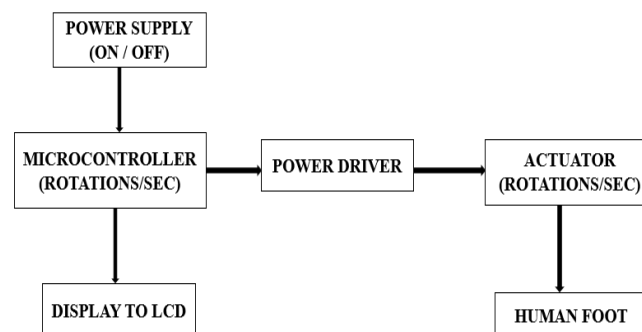 POWER SUPPLY
(ON / OFF)
MICROCONTROLLER
(ROTATIONS/SEC)
POWER DRIVER
ACTUATOR
(ROTATIONS/SEC)
DISPLAY TO LCD
HUMAN FOOT